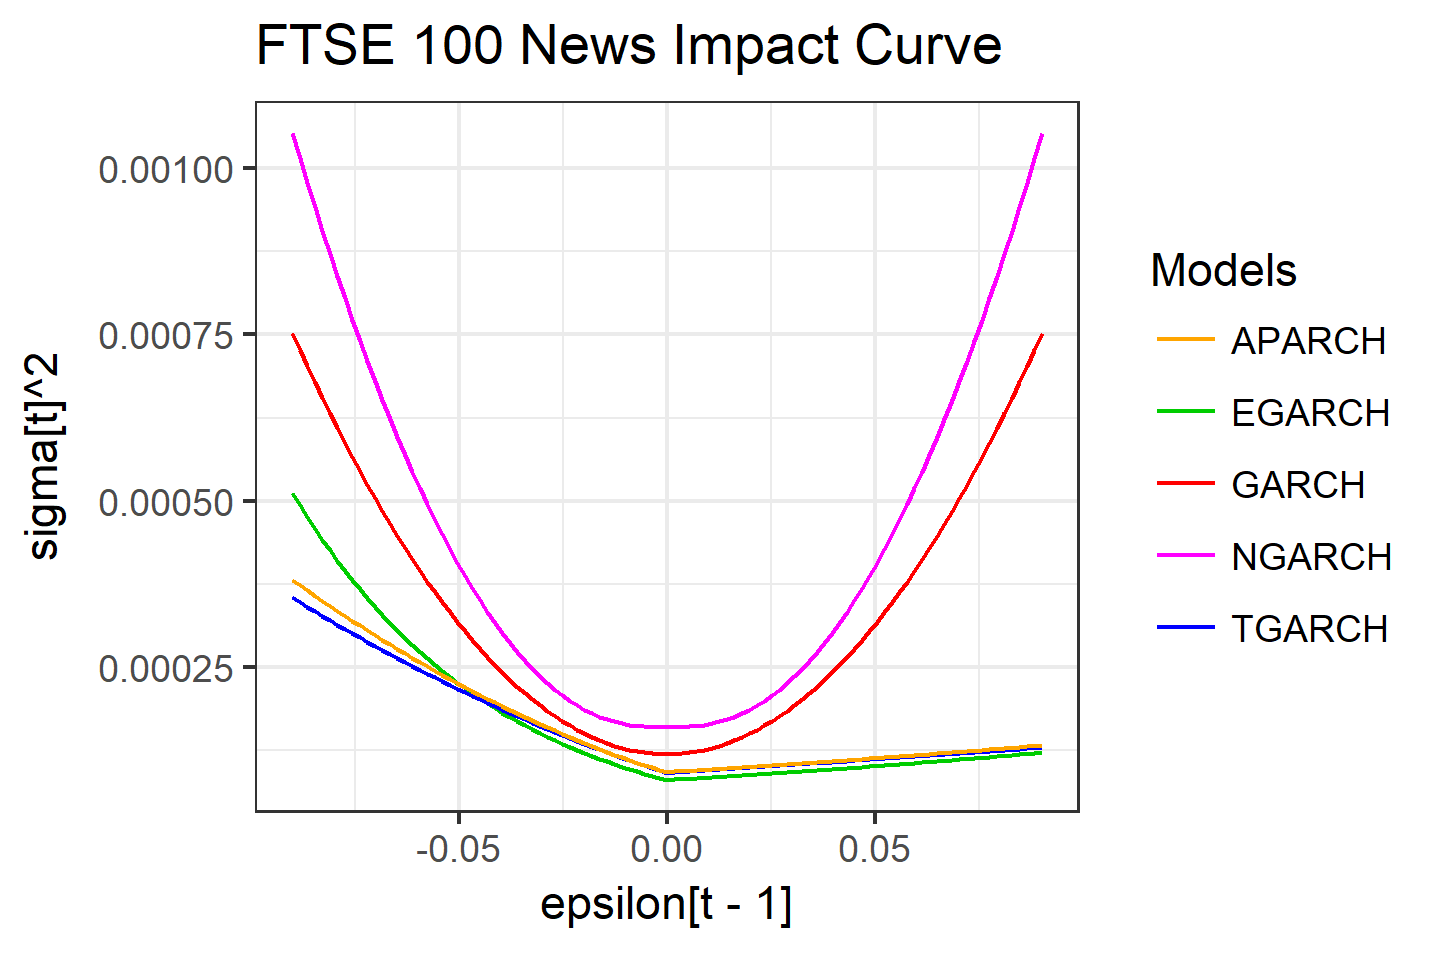 FTSE 100 News Impact Curve
sigma[t]^2
0.00100
0.00075
0.00050
0.00025
-0.05
0.00
0.05
epsilon[t - 1]
Models
APARCH
EGARCH
GARCH
NGARCH
TGARCH